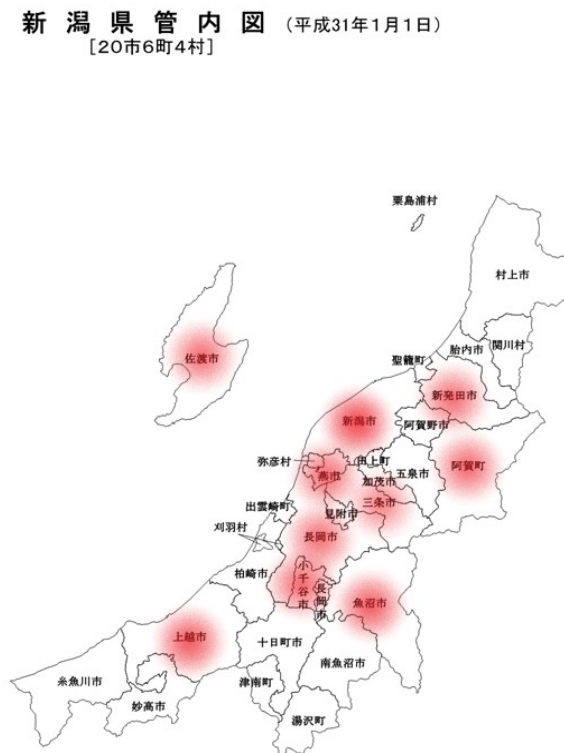 新潟県管内図 (平成31年1月1日)
[20市6町4村]
粟島浦村
村上市
関川村
胎内市
聖籠町
佐渡市
新発田市
新潟市
阿賀野市
弥彦村
田上町
阿賀町
五泉市
燕市
加茂市
三条市
出雲崎町
見附市
刈羽村
長岡市
柏崎市
小千谷市
長岡市
魚沼市
上越市
十日町市
南魚沼市
糸魚川市
津南町
妙高市
湯沢町